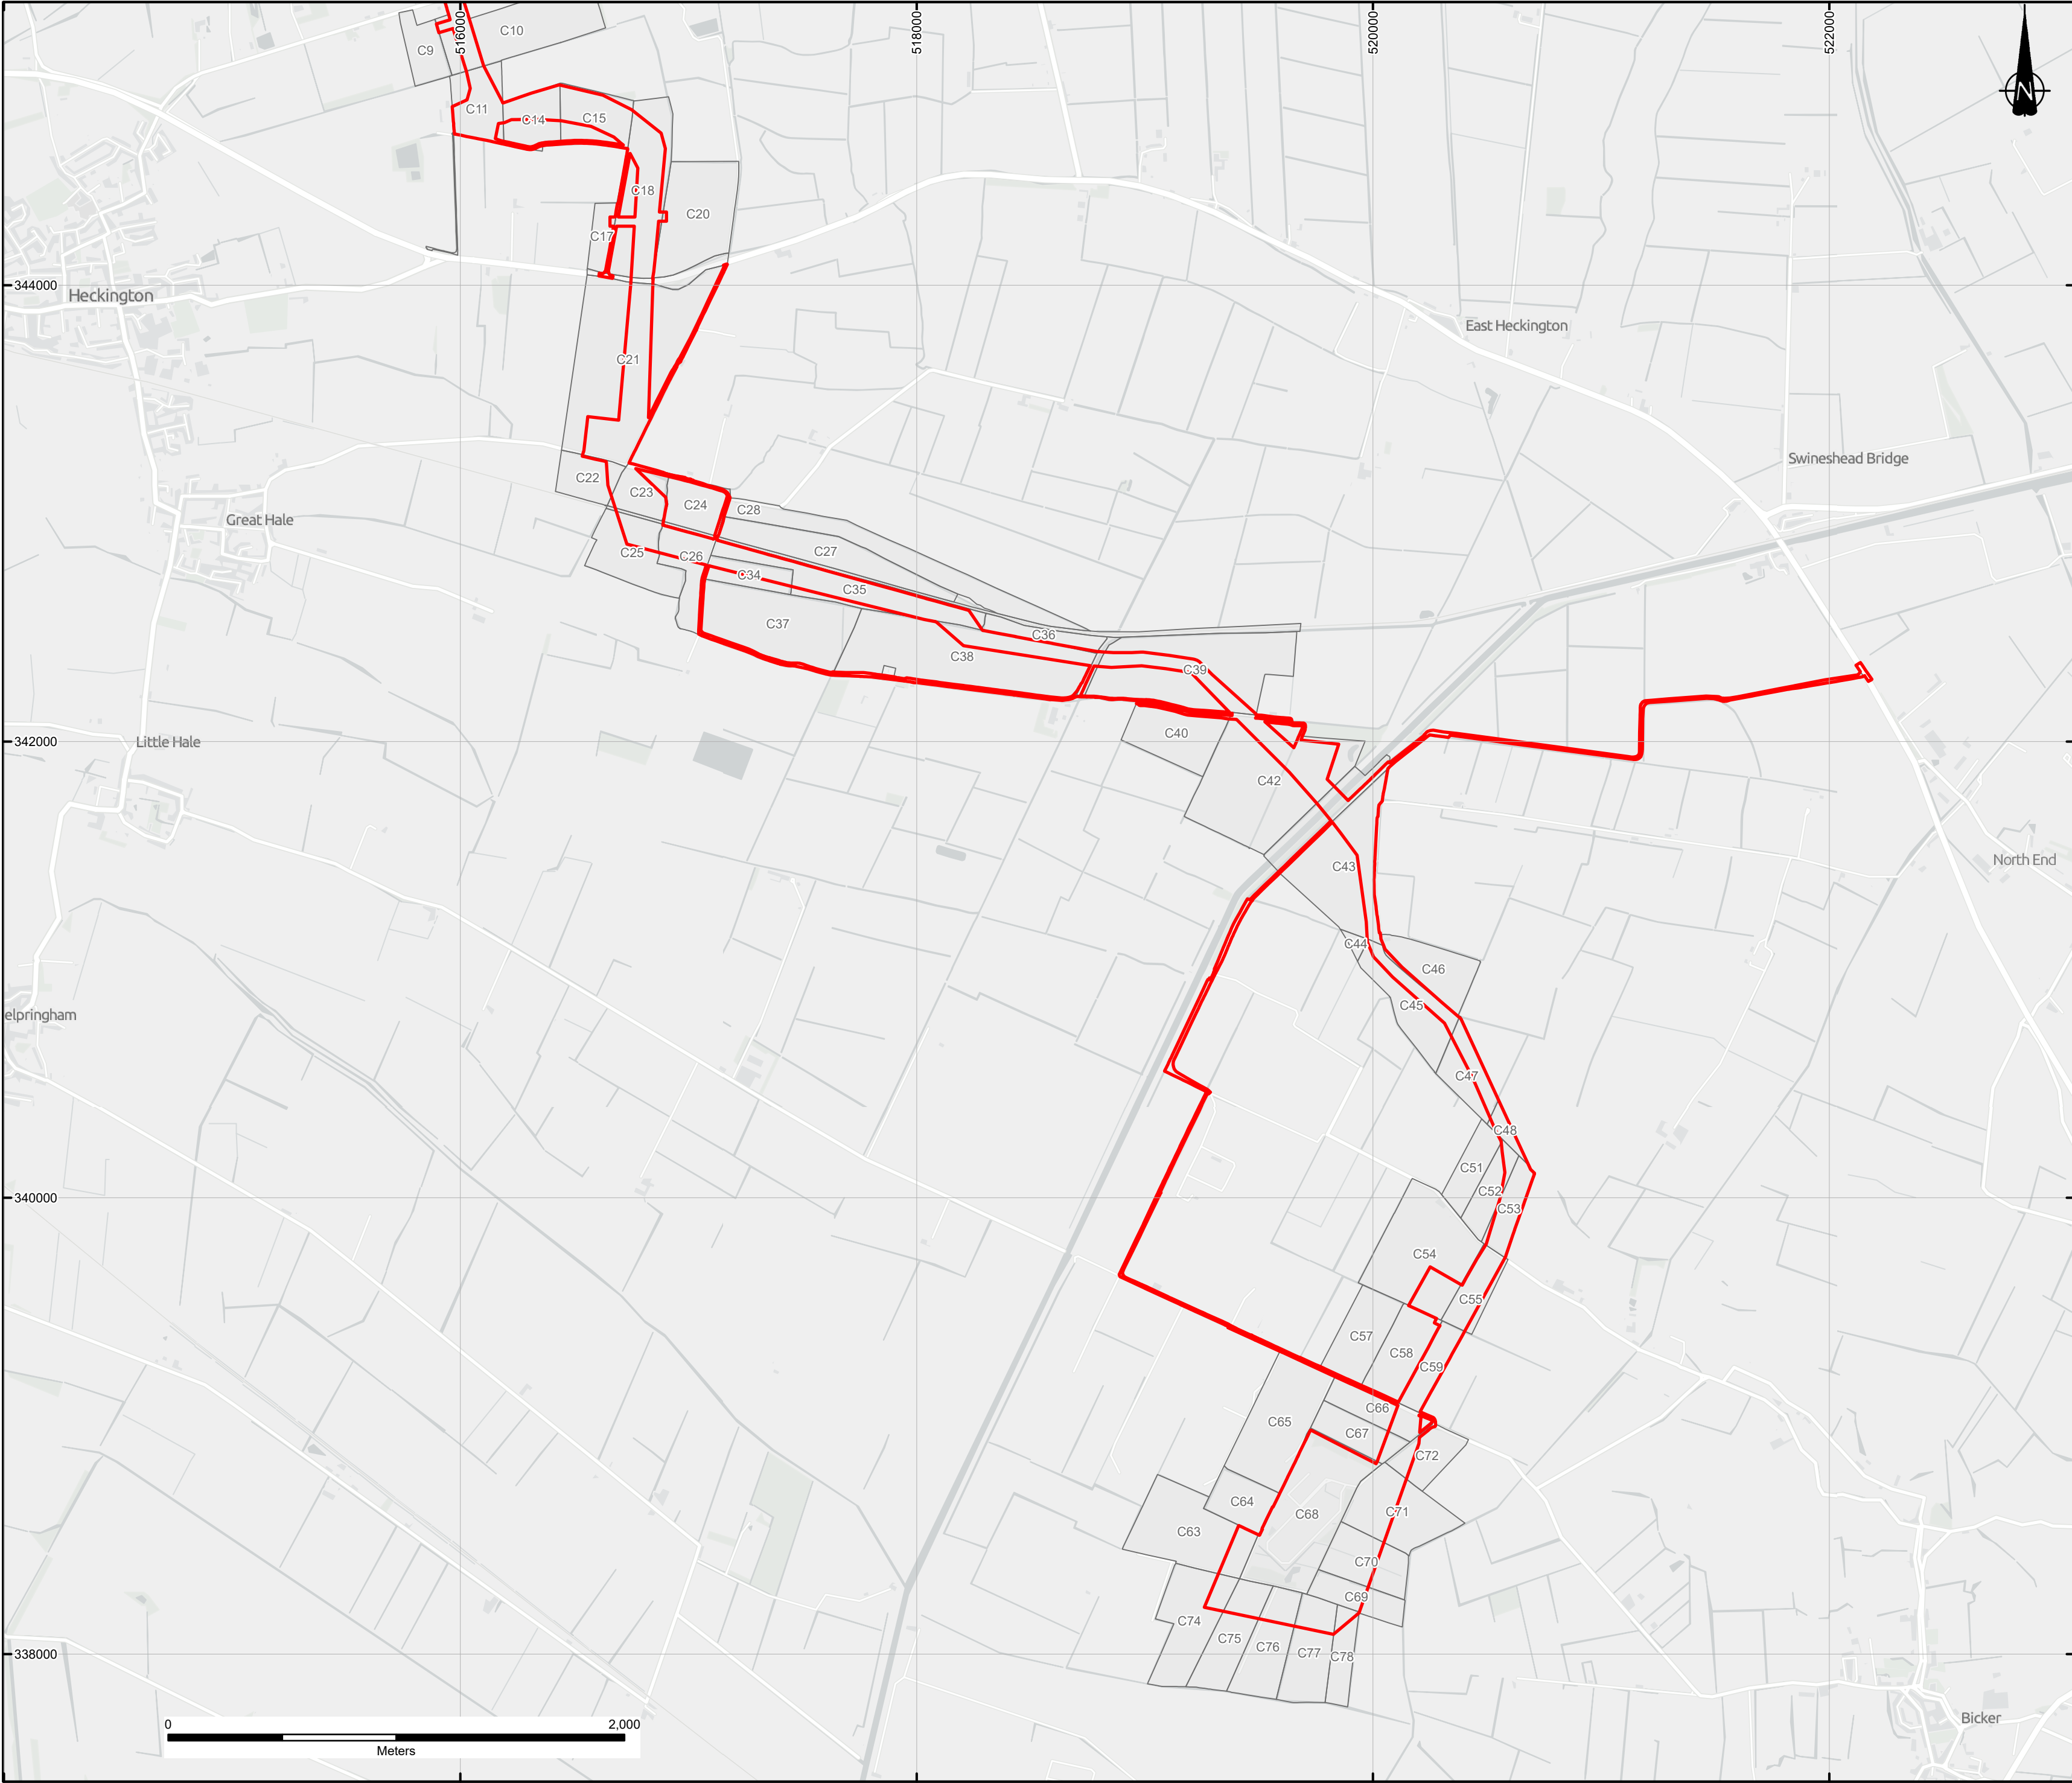 516000
518000
520000
522000
N
C10
C9
C11
C14
C15
C18
C20
C17
344000
Heckington
East Heckington
C21
Swineshead Bridge
C22
C23
C24
C28
Great Hale
C25
C26
C27
C34
C35
C37
C36
C38
C39
C40
342000
Little Hale
C42
North End
C43
C44
C46
C45
elpringham
C47
C48
C51
C52
340000
C53
C54
C55
C57
C58
C59
C66
C65
C67
C72
C64
C68
C71
C63
C70
C69
C74
C75
C76
C77
C78
338000
Bicker
0 2,000
Meters